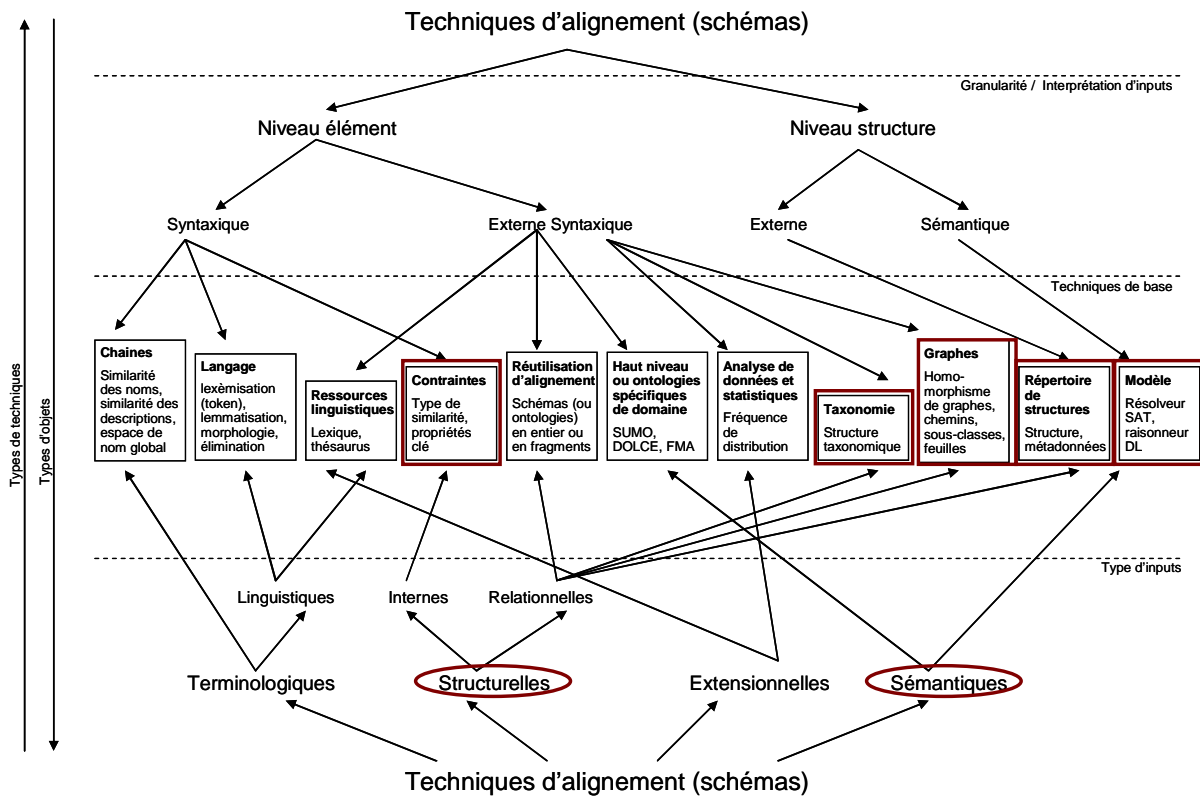 Techniques d'alignement (schémas)
Granularité / Interprétation d'inputs
Niveau élément
Niveau structure
Syntaxique
Externe Syntaxique
Externe
Sémantique
Techniques de base
Chaines
Similarité
des noms,
similarité des
descriptions,
espace de
nom global
Langage
lexèmisation
(token),
lemmatisation,
morphologie,
élimination
Ressources
linguistiques
Lexique,
thésaurus
Contraintes
Type de
similarité,
propriétés
clé
Réutilisation
d'alignement
Schémas (ou
ontologies)
en entier ou
en fragments
Haut niveau
ou ontologies
spécifiques
de domaine
SUMO,
DOLCE, FMA
Analyse de
données et
statistiques
Fréquence
de
distribution
Taxonomie
Structure
taxonomique
Graphes
Homo-
morphisme
de graphes,
chemins,
sous-classes,
feuilles
Répertoire
de
structures
Structure,
métadonnées
Modèle
Résolveur
SAT,
raisonneur
DL
Types de techniques
Types d'objets
Type d'inputs
Linguistiques
Internes
Relationnelles
Terminologiques
Structurelles
Extensionnelles
Sémantiques
Techniques d'alignement (schémas)